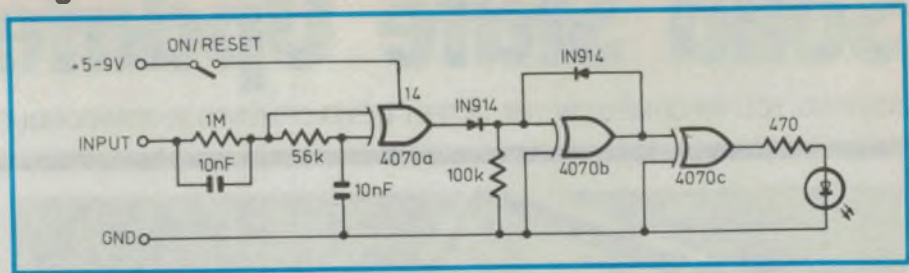 ON/RESET
+5-9V
IN914
14
IN914
1M
470
INPUT
56k
4070a
4070b
4070c
10nF
10nF
100k
GND